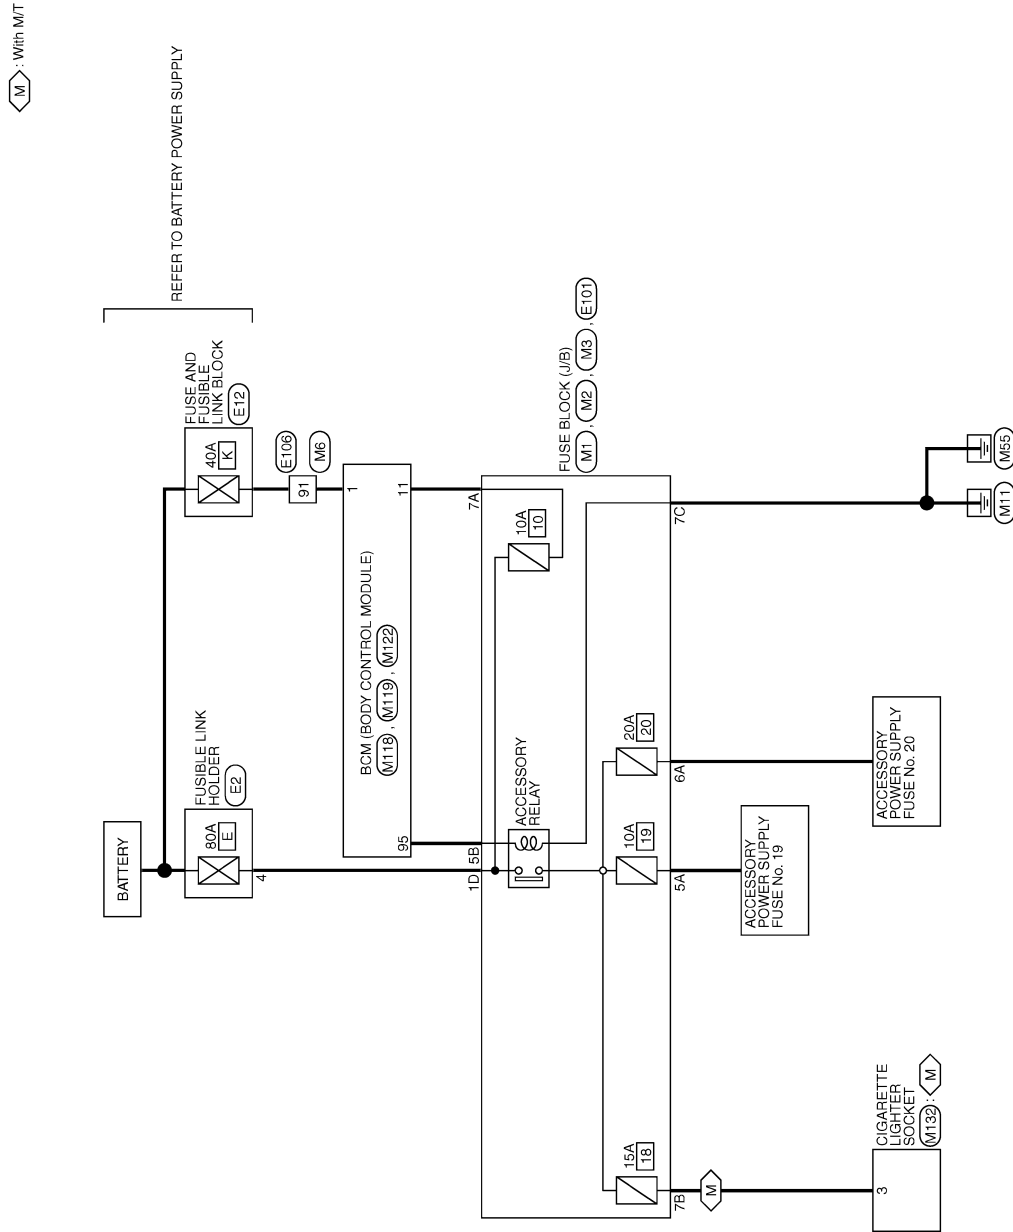 M : With M/T
REFER TO BATTERY POWER SUPPLY
BATTERY
FUSIBLE LINK
HOLDER
E2
80A
E
4
FUSE AND
FUSIBLE
LINK BLOCK
E12
40A
K
E106
M6
91
BCM (BODY CONTROL MODULE)
M118 , M119 , M122
1
11
95
FUSE BLOCK (J/B)
M1 , M2 , M3 , E101
1D
5B
7A
10A
10
ACCESSORY
RELAY
15A
18
10A
19
20A
20
7B
5A
6A
7C
M
ACCESSORY
POWER SUPPLY
FUSE No. 19
ACCESSORY
POWER SUPPLY
FUSE No. 20
CIGARETTE
LIGHTER
SOCKET
M132 : M
3
M11
M55